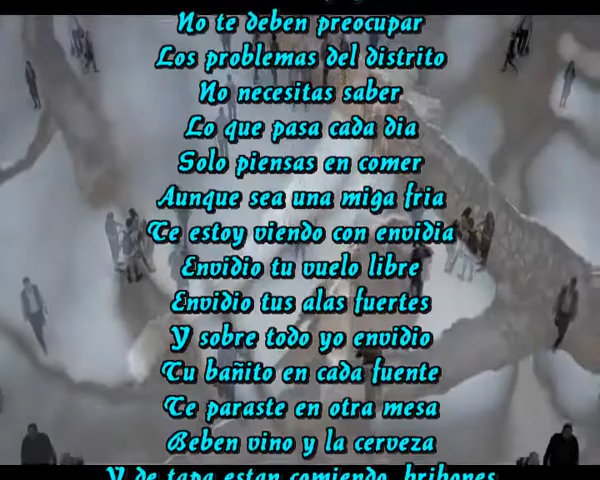 No te deben preocupar
Los problemas del distrito
No necesitas saber
Lo que pasa cada dia
Solo piensas en comer
Aunque sea una miga fria
Te estoy viendo con envidia
Envidio tu vuelo libre
Envidio tus alas fuertes
Y sobre todo yo envidio
Tu bañito en cada fuente
Te paraste en otra mesa
Beben vino y la cerveza
Y de tapa estan comiendo, bribones